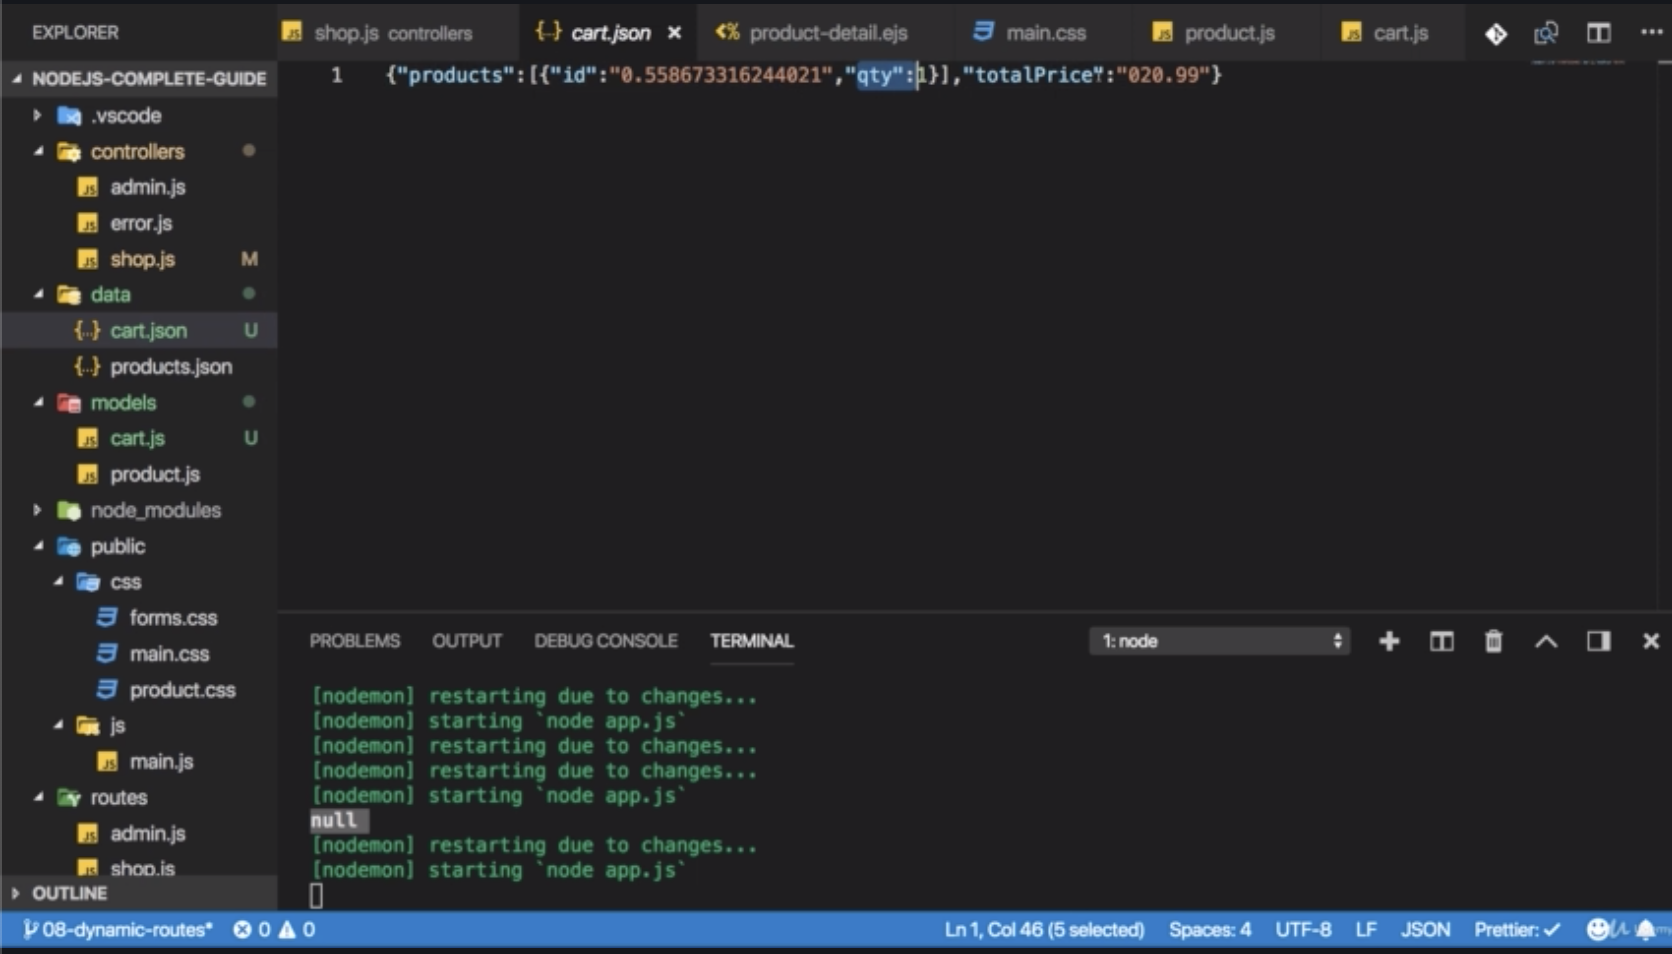 EXPLORER
shop.js controllers
cart.json
product-detail.ejs
main.css
product.js
cart.js
NODEJS-COMPLETE-GUIDE
.vscode
controllers
admin.js
error.js
shop.js M
data
cart.json U
products.json
models
cart.js U
product.js
node_modules
public
css
forms.css
main.css
product.css
js
main.js
routes
admin.js
shop.js
OUTLINE
1 {"products":[{"id":"0.558673316244021","qty":1}],"totalPrice":"020.99"}
PROBLEMS OUTPUT DEBUG CONSOLE TERMINAL 1: node
[nodemon] restarting due to changes...
[nodemon] starting `node app.js`
[nodemon] restarting due to changes...
[nodemon] restarting due to changes...
[nodemon] starting `node app.js`
null
[nodemon] restarting due to changes...
[nodemon] starting `node app.js`
08-dynamic-routes* 0 0 Ln 1, Col 46 (5 selected) Spaces: 4 UTF-8 LF JSON Prettier: ✓